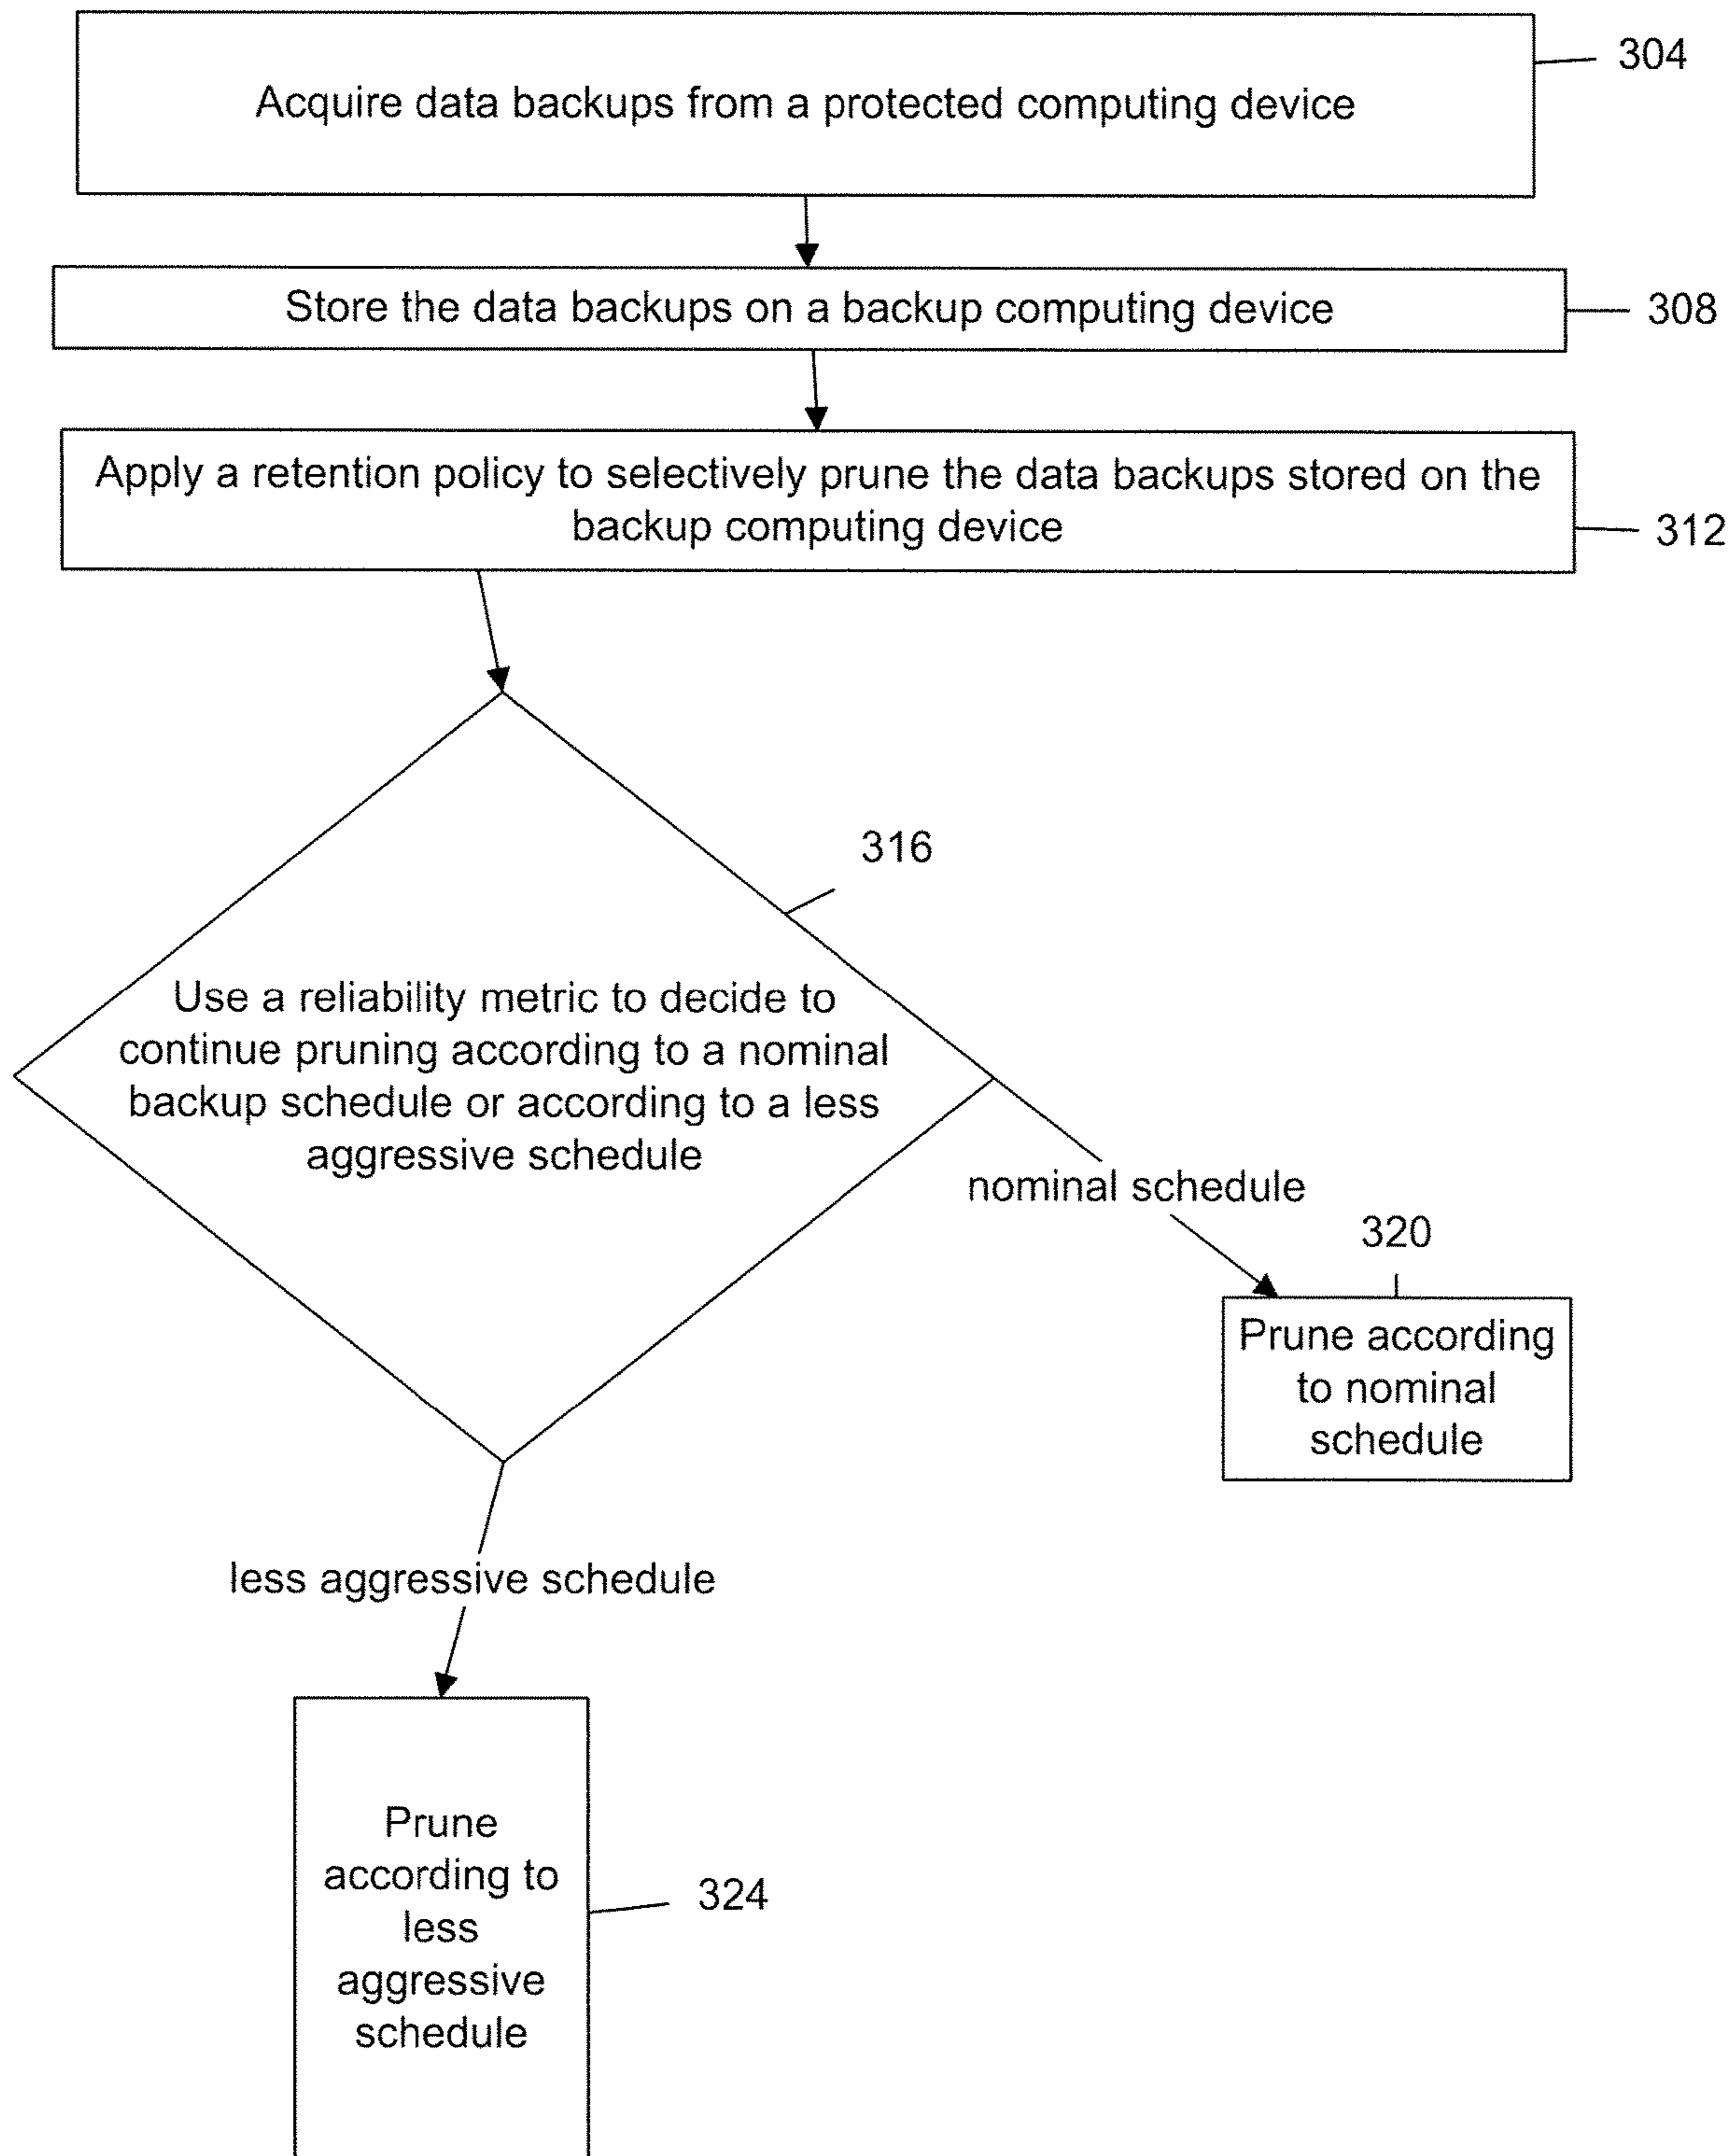 Acquire data backups from a protected computing device
304
Store the data backups on a backup computing device
308
Apply a retention policy to selectively prune the data backups stored on the
backup computing device
312
316
Use a reliability metric to decide to
continue pruning according to a nominal
backup schedule or according to a less
aggressive schedule
nominal schedule
320
Prune according
to nominal
schedule
less aggressive schedule
Prune
according to
less
aggressive
schedule
324